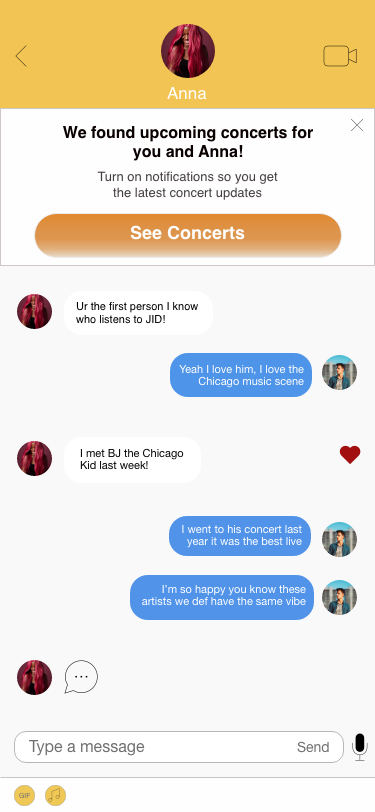 Anna
We found upcoming concerts for
you and Anna!
Turn on notifications so you get
the latest concert updates
See Concerts
Ur the first person I know
who listens to JID!
Yeah I love him, I love the
Chicago music scene
I met BJ the Chicago
Kid last week!
I went to his concert last
year it was the best live
I'm so happy you know these
artists we def have the same vibe
Type a message
Send
GIF